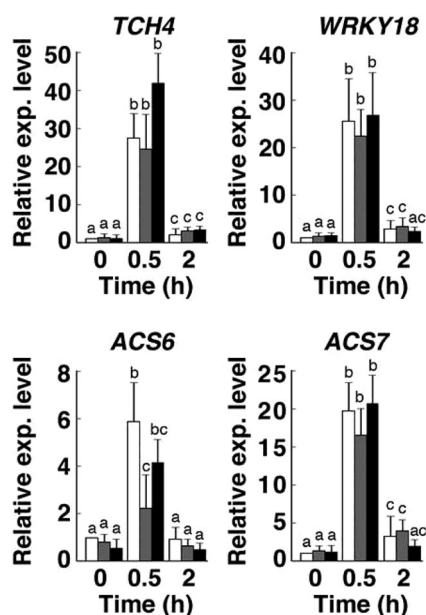 TCH4
Relative exp. level
50
40
30
20
10
0
a a a
b b b
c c c
0 0.5 2
Time (h)
WRKY18
Relative exp. level
40
30
20
10
0
a a a
b b b
c c ac
0 0.5 2
Time (h)
ACS6
Relative exp. level
8
6
4
2
0
a a a
b c bc
a a a
0 0.5 2
Time (h)
ACS7
Relative exp. level
25
20
15
10
5
0
a a a
b b b
c c ac
0 0.5 2
Time (h)